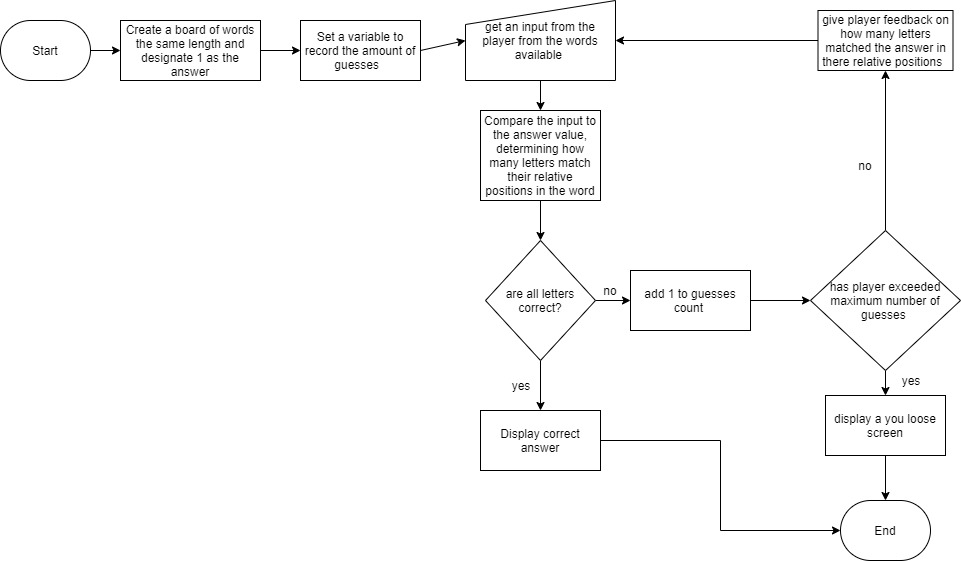 Start
Create a board of words
the same length and
designate 1 as the
answer
Set a variable to
record the amount of
guesses
get an input from the
player from the words
available
give player feedback on
how many letters
matched the answer in
there relative positions
Compare the input to
the answer value,
determining how
many letters match
their relative
positions in the word
no
are all letters
correct?
no
add 1 to guesses
count
has player exceeded
maximum number of
guesses
yes
yes
Display correct
answer
display a you loose
screen
End